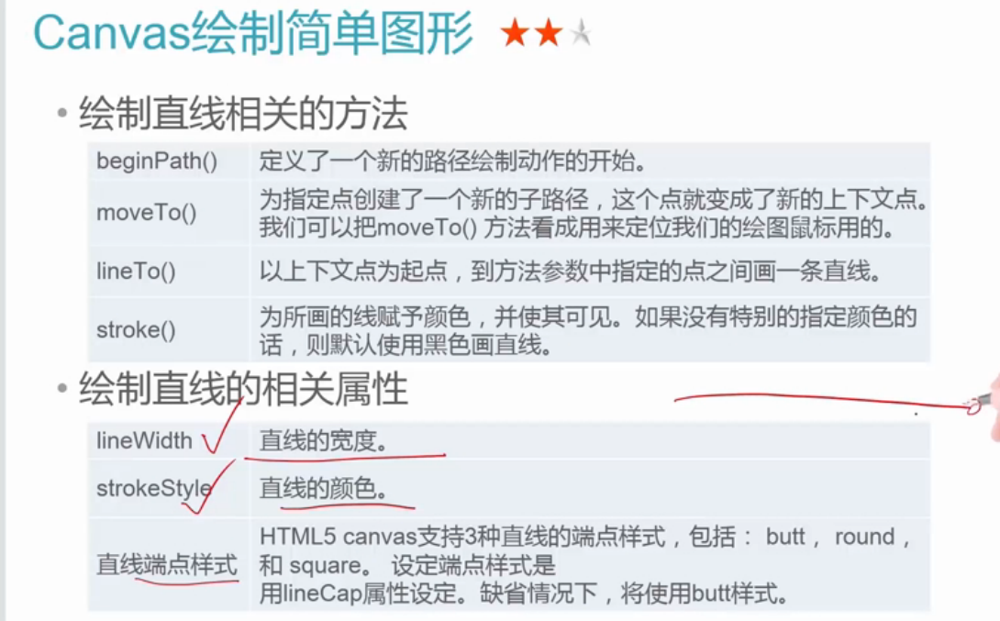 Canvas绘制简单图形
• 绘制直线相关的方法
beginPath() 定义了一个新的路径绘制动作的开始。
moveTo() 为指定点创建了一个新的子路径，这个点就变成了新的上下文点。
我们可以把moveTo() 方法看成用来定位我们的绘图鼠标用的。
lineTo() 以上下文点为起点，到方法参数中指定的点之间画一条直线。
stroke() 为所画的线赋予颜色，并使其可见。如果没有特别的指定颜色的
话，则默认使用黑色画直线。
• 绘制直线的相关属性
lineWidth 直线的宽度。
strokeStyle 直线的颜色。
直线端点样式 HTML5 canvas支持3种直线的端点样式，包括： butt， round，
和 square。 设定端点样式是
用lineCap属性设定。缺省情况下，将使用butt样式。